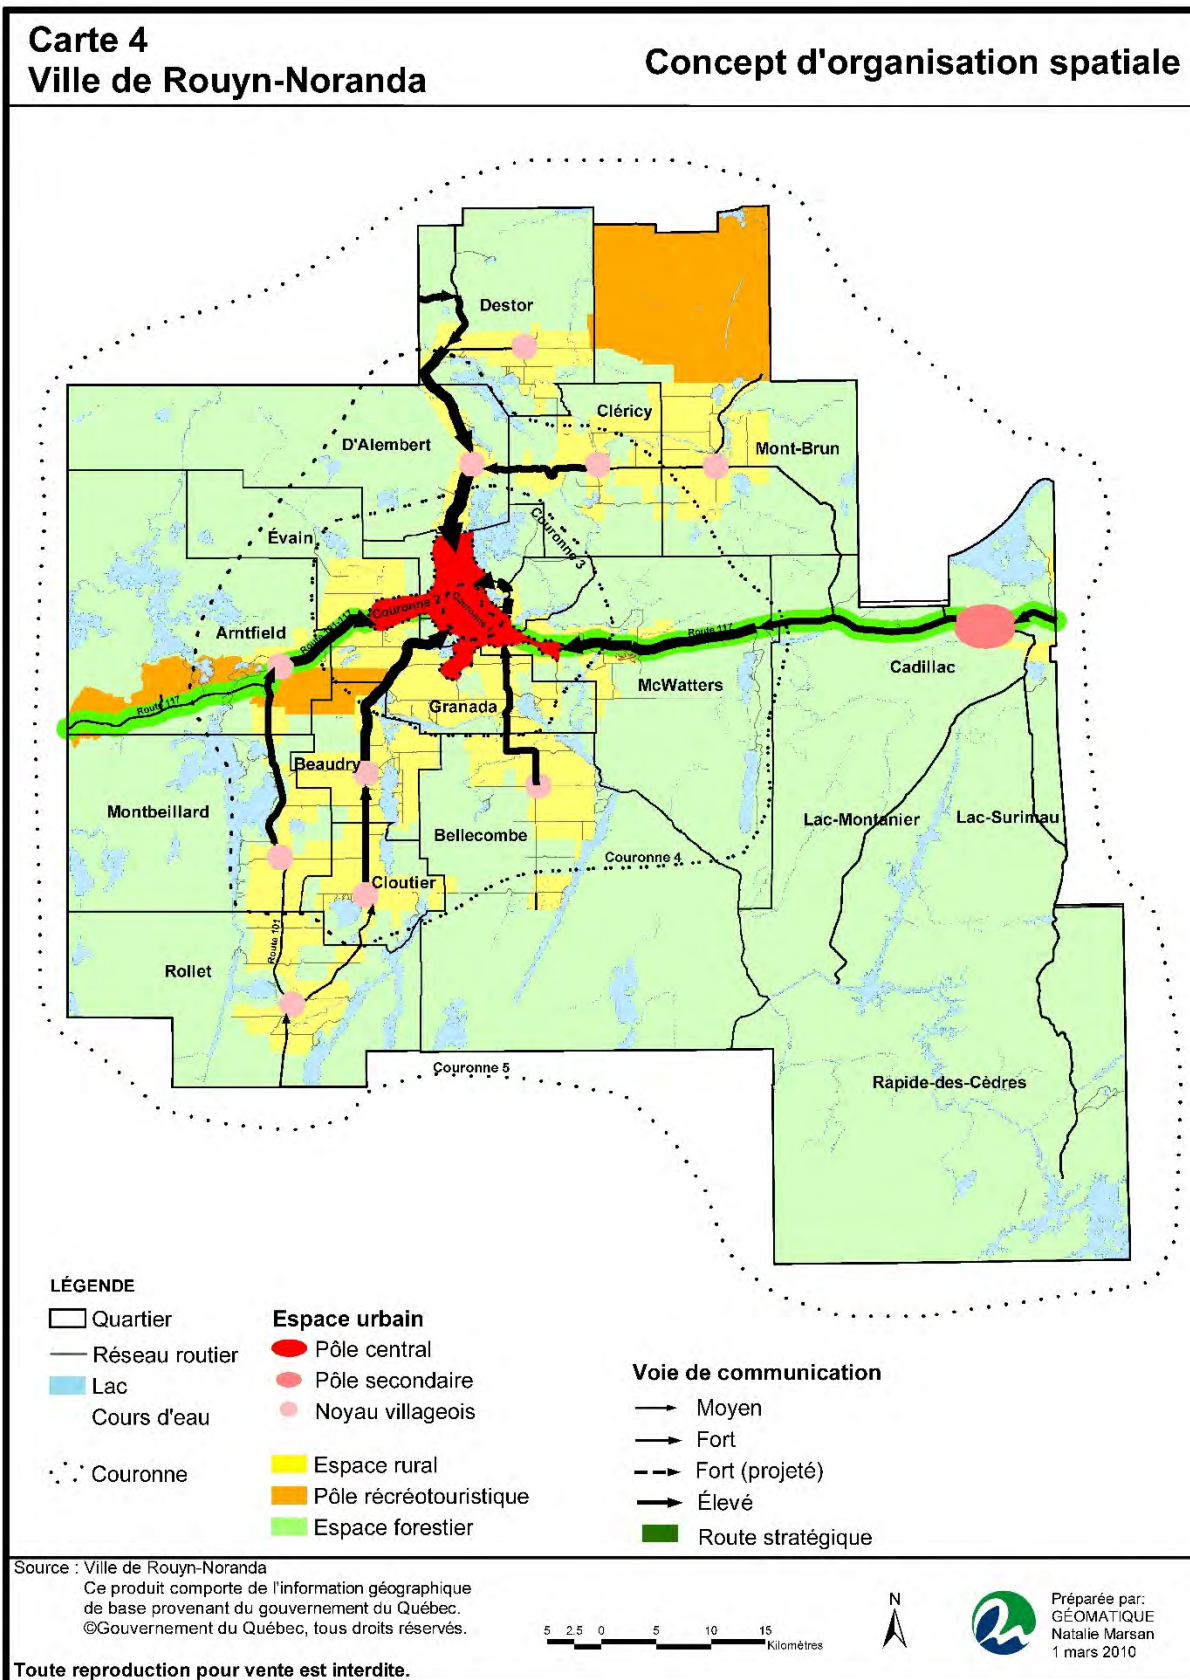 Carte 4
Ville de Rouyn-Noranda
Concept d'organisation spatiale
Destor
Cléricy
D'Alembert
Mont-Brun
Évain
Couronne 3
Couronne 2
Arntfield
Route 117
Cadillac
McWatters
Route 117
Granada
Beaudry
Montbeillard
Lac-Montanier
Lac-Surimau
Bellecombe
Couronne 4
Cloutier
Route 101
Rollet
Couronne 5
Rapide-des-Cèdres
LÉGENDE
Quartier
Réseau routier
Lac
Cours d'eau
Couronne
Espace urbain
Pôle central
Pôle secondaire
Noyau villageois
Espace rural
Pôle récréotouristique
Espace forestier
Voie de communication
Moyen
Fort
Fort (projeté)
Élevé
Route stratégique
Source : Ville de Rouyn-Noranda
Ce produit comporte de l'information géographique
de base provenant du gouvernement du Québec.
©Gouvernement du Québec, tous droits réservés.
Toute reproduction pour vente est interdite.
5 2.5 0 5 10 15
Kilomètres
N
Préparée par:
GÉOMATIQUE
Natalie Marsan
1 mars 2010